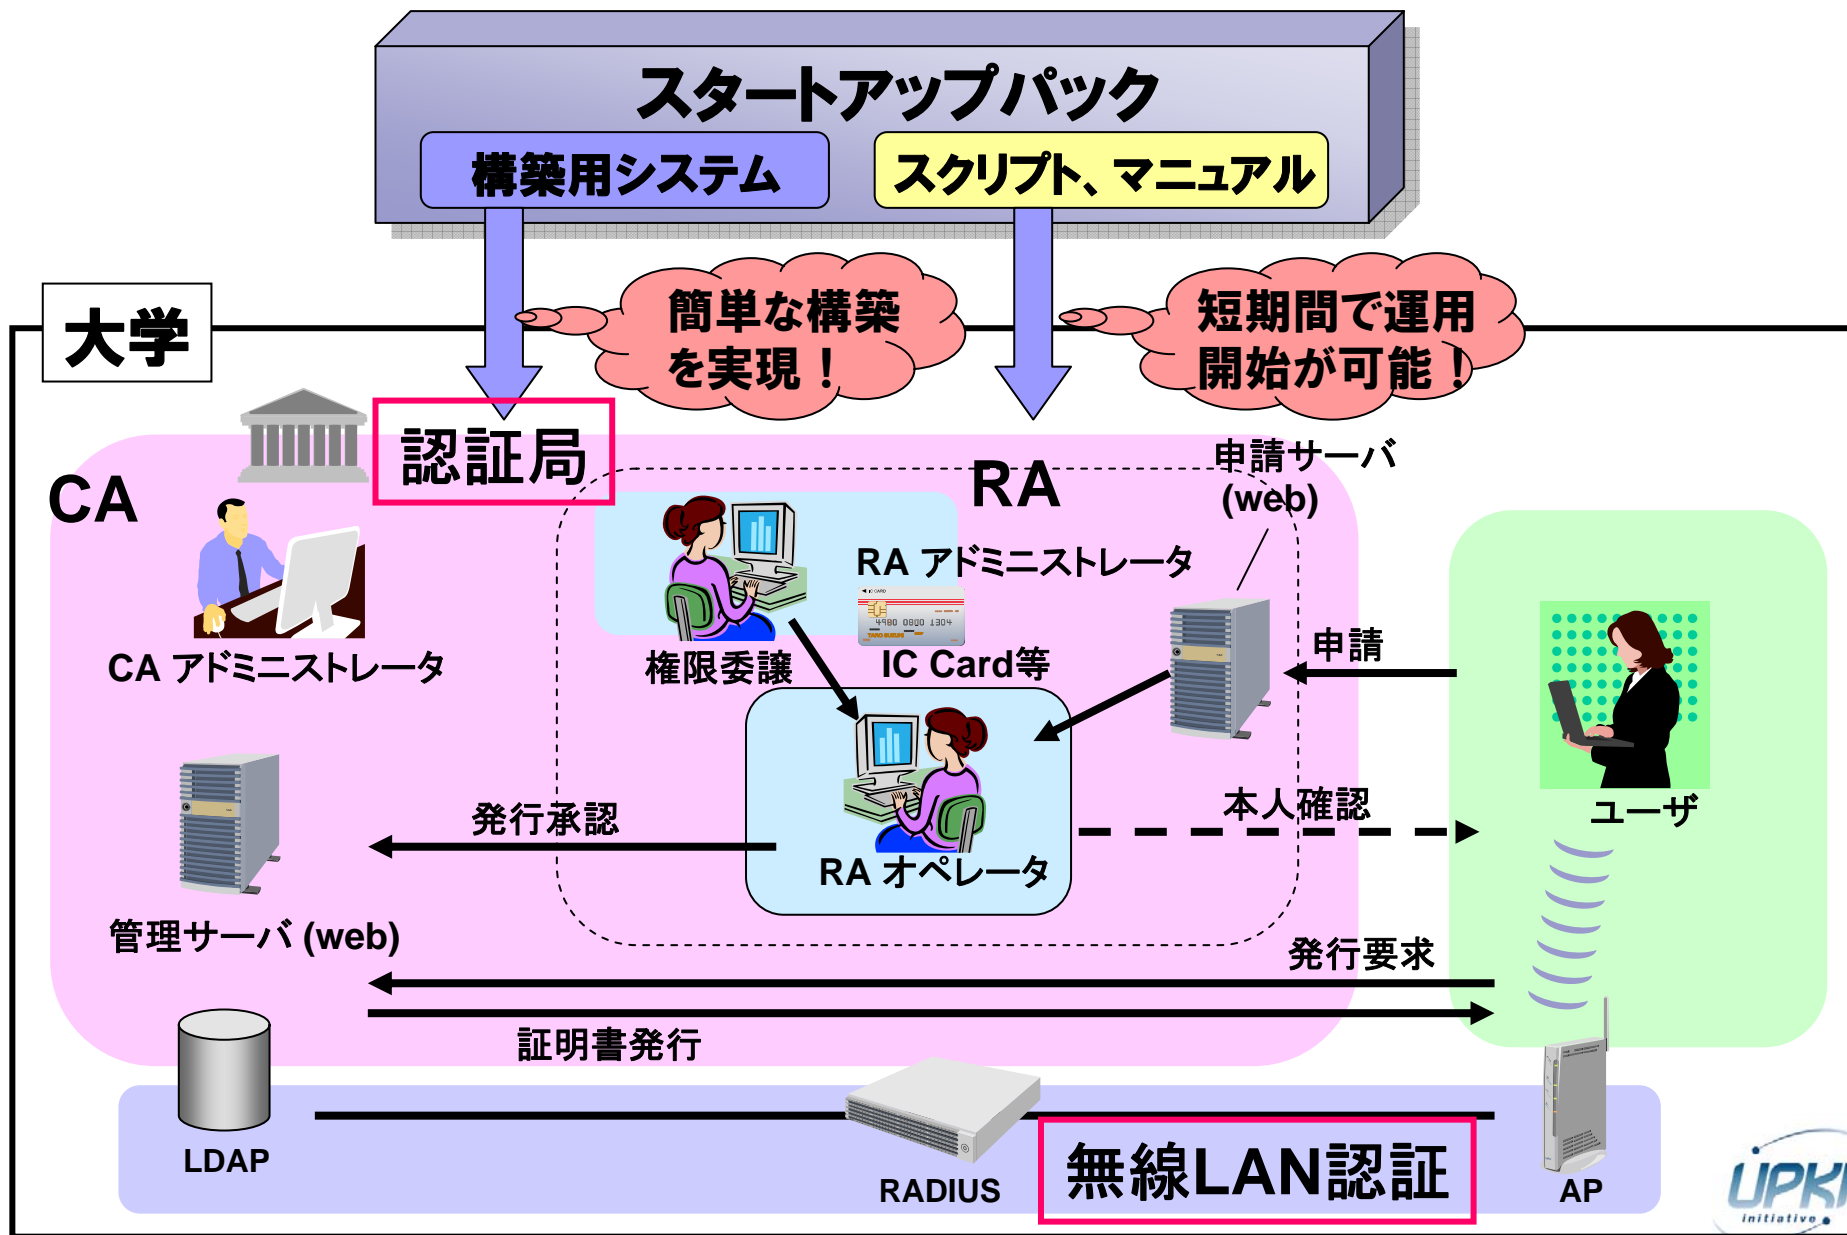 スタートアップパック
構築用システム
スクリプト、マニュアル
簡単な構築
を実現！
短期間で運用
開始が可能！
大学
認証局
CA
RA
申請サーバ
(web)
RA アドミニストレータ
IC CARD
4980 0800 1304
CA アドミニストレータ
権限委譲
IC Card等
申請
ユーザ
発行承認
本人確認
RA オペレータ
管理サーバ (web)
発行要求
証明書発行
LDAP
RADIUS
無線LAN認証
AP
UPKI
initiative